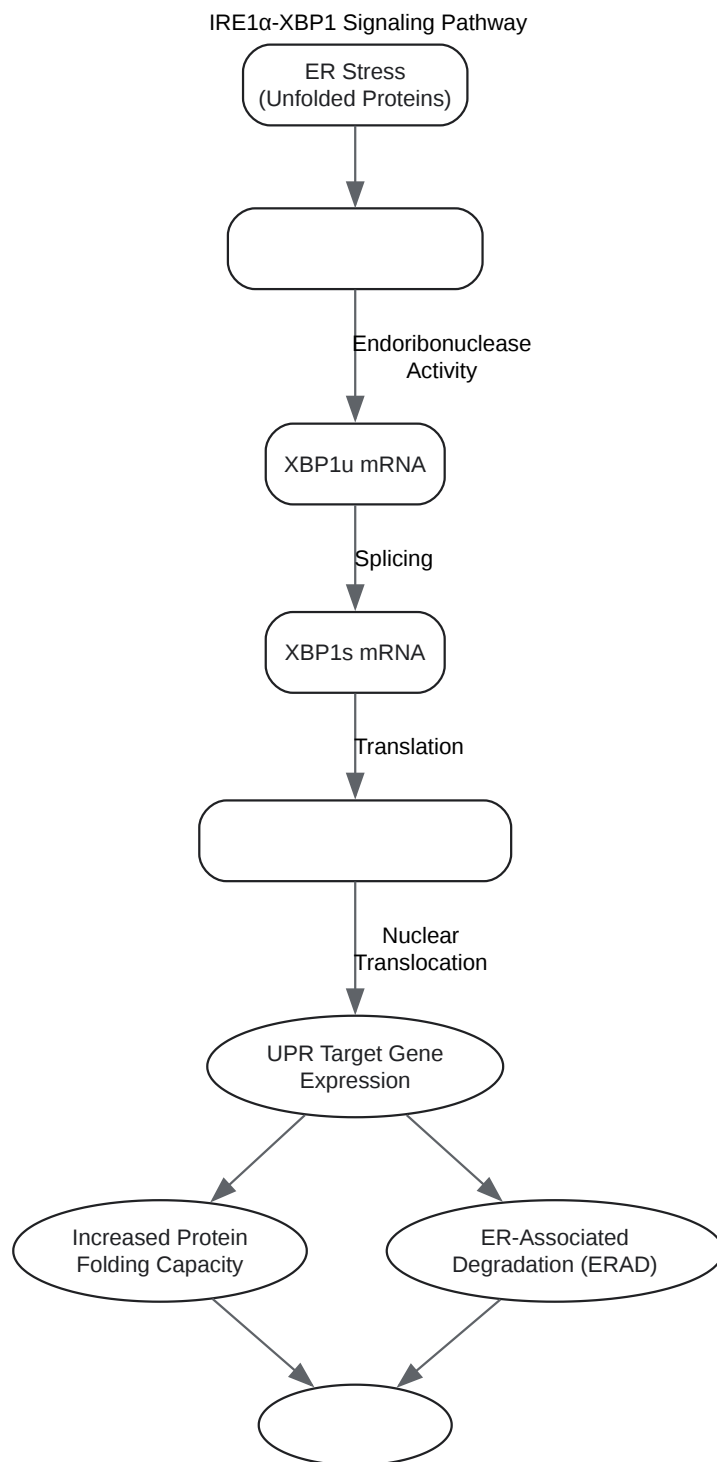 IRE1α-XBP1 Signaling Pathway
ER Stress
(Unfolded Proteins)
Endoribonuclease
Activity
XBP1u mRNA
Splicing
XBP1s mRNA
Translation
Nuclear
Translocation
UPR Target Gene
Expression
Increased Protein
Folding Capacity
ER-Associated
Degradation (ERAD)